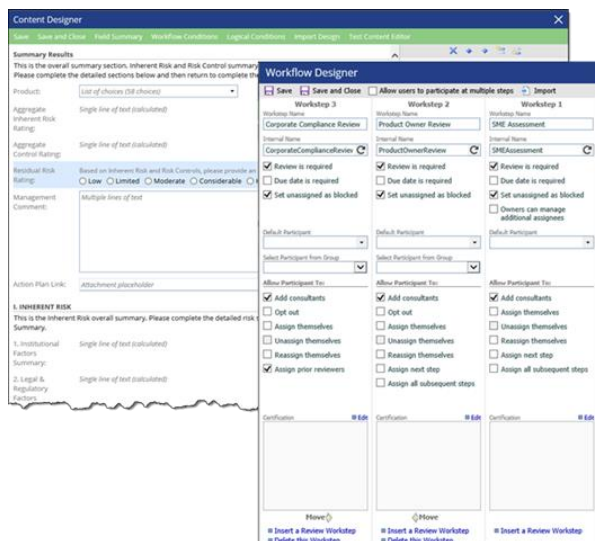 Content Designer
Save Save and Close Field Summary Workflow Conditions Logical Conditions Import Design Text Content Editor
Summary Results
This is the overall summary section. Inherent Risk and Risk Control summary
Please complete the detailed sections below and then return to complete the
Product: List of choices (58 choices)
Aggregate Inherent Risk Rating: Single line of text (calculated)
Aggregate Control Rating: Single line of text (calculated)
Residual Risk Rating: Based on Inherent Risk and Risk Controls, please provide an
Low Limited Moderate Considerable
Management Comment: Multiple lines of text
Action Plan Link: Attachment placeholder
I. INHERENT RISK
This is the Inherent Risk overall summary. Please complete the detailed risk
Summary.
1. Institutional Factors Summary: Single line of text (calculated)
2. Legal & Regulatory Factors Single line of text (calculated)
Workflow Designer
Save Save and Close Allow users to participate at multiple steps Import
Workstep 3
Workstep Name
Corporate Compliance Review
Internal Name
CorporateComplianceReview
Review is required
Due date is required
Set unassigned as blocked
Default Participant
Select Participant from Group
Allow Participant To:
Add consultants
Opt out
Assign themselves
Unassign themselves
Reassign themselves
Assign prior reviewers
Certification Edit
Move
Insert a Review Workstep
Delete this Workstep
Workstep 2
Workstep Name
Product Owner Review
Internal Name
ProductOwnerReview
Review is required
Due date is required
Set unassigned as blocked
Default Participant
Select Participant from Group
Allow Participant To:
Add consultants
Opt out
Assign themselves
Unassign themselves
Reassign themselves
Assign next step
Assign all subsequent steps
Certification Edit
Move
Insert a Review Workstep
Delete this Workstep
Workstep 1
Workstep Name
SME Assessment
Internal Name
SMEAssessment
Review is required
Due date is required
Set unassigned as blocked
Owners can manage
additional assignees
Default Participant
Allow Participant To:
Add consultants
Assign themselves
Unassign themselves
Reassign themselves
Assign next step
Assign all subsequent steps
Certification Edit
Insert a Review Workstep